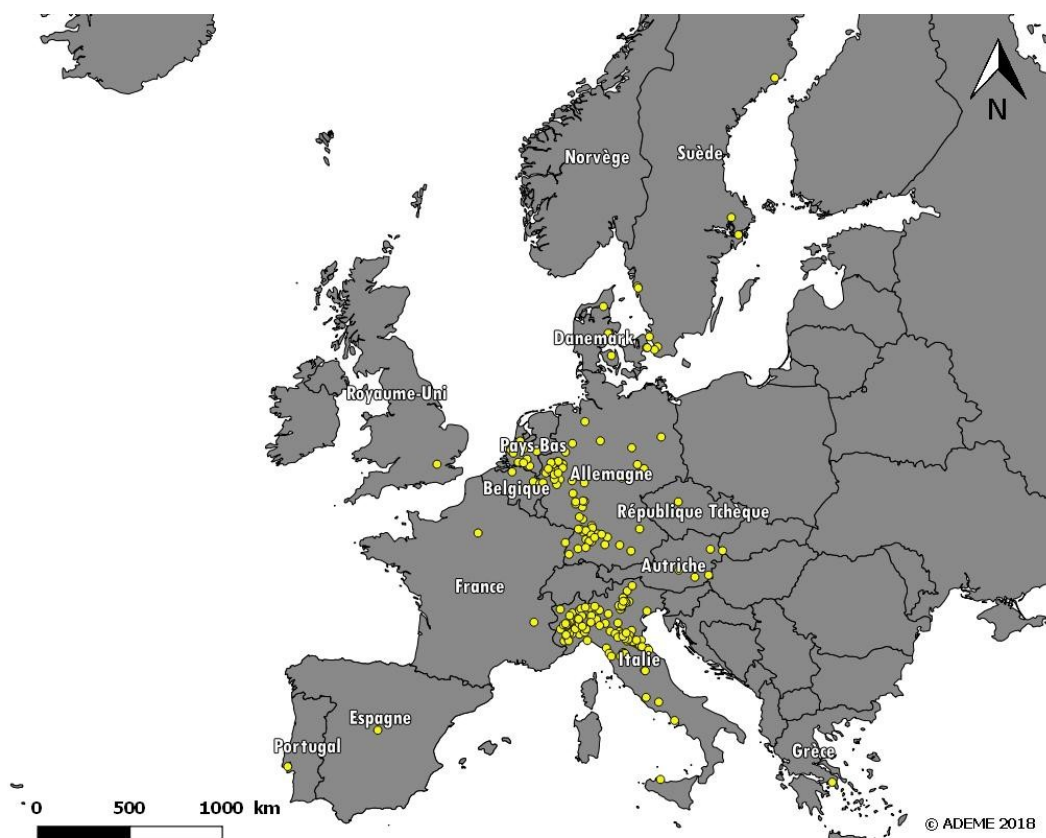 N
Norvège
Suède
Danemark
Royaume-Uni
Pays-Bas
Allemagne
Belgique
République Tchèque
Autriche
France
Italie
Espagne
Portugal
Grèce
0 500 1000 km
© ADEME 2018